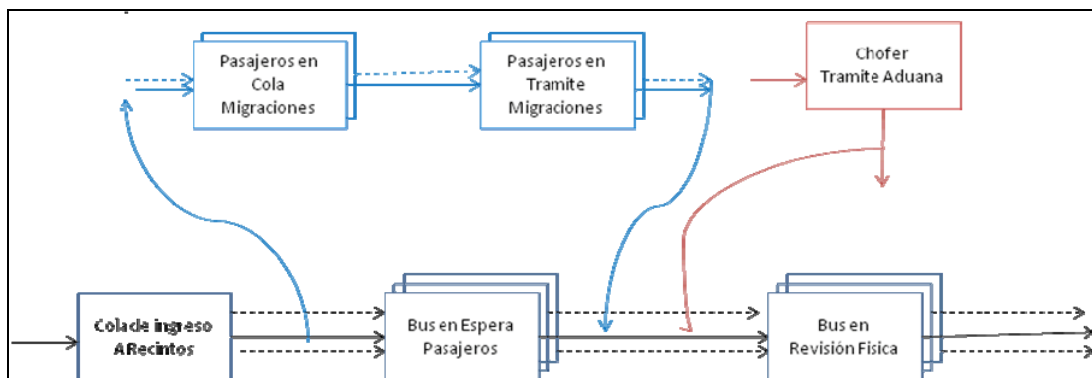 Pasajeros en
Cola
Migraciones
Pasajeros en
Tramite
Migraciones
Chofer
Tramite Aduana
Cola de ingreso
A Recintos
Bus en Espera
Pasajeros
Bus en
Revisión Fisica